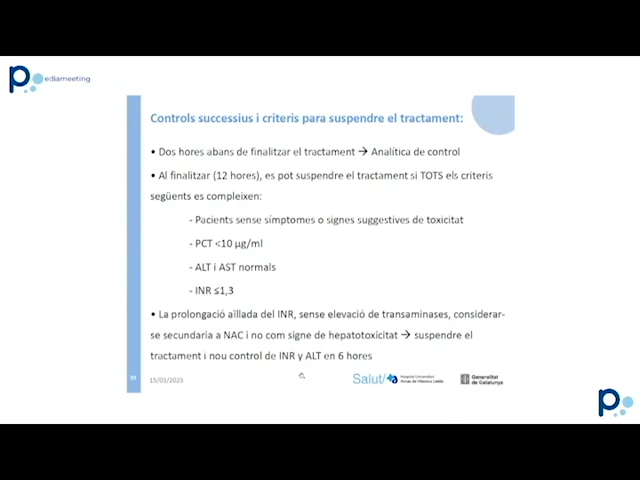 ediameeting
Controls successius i criteris para suspendre el tractament:
• Dos hores abans de finalitzar el tractament → Analítica de control
• Al finalitzar (12 hores), es pot suspendre el tractament si TOTS els criteris
següents es compleixen:
- Pacients sense símptomes o signes suggestives de toxicitat
- PCT <10 µg/ml
- ALT i AST normals
- INR ≤1,3
• La prolongació aïllada del INR, sense elevació de transaminases, considerar-
se secundaria a NAC i no com signe de hepatotoxicitat → suspendre el
tractament i nou control de INR y ALT en 6 hores
15/03/2023
Salut/
Hospital Universitari
Arnau de Vilanova Lleida
Generalitat
de Catalunya